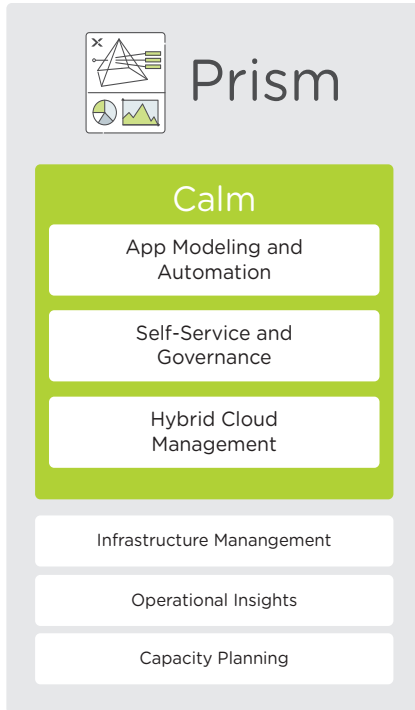 Prism
Calm
App Modeling and
Automation
Self-Service and
Governance
Hybrid Cloud
Management
Infrastructure Manangement
Operational Insights
Capacity Planning